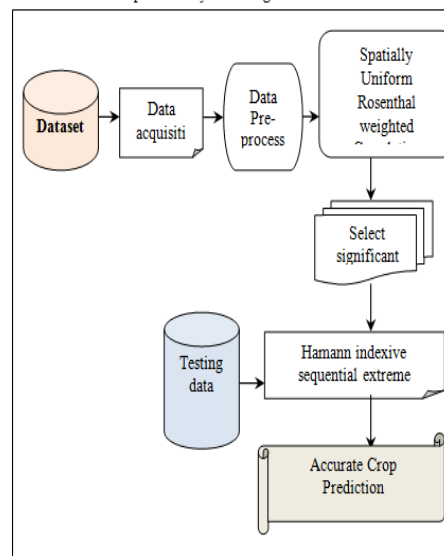 Dataset
Data
acquisiti
Data
Pre-
process
Spatially
Uniform
Rosenthal
weighted
Select
significant
Testing
data
Hamann indexive
sequential extreme
Accurate Crop
Prediction